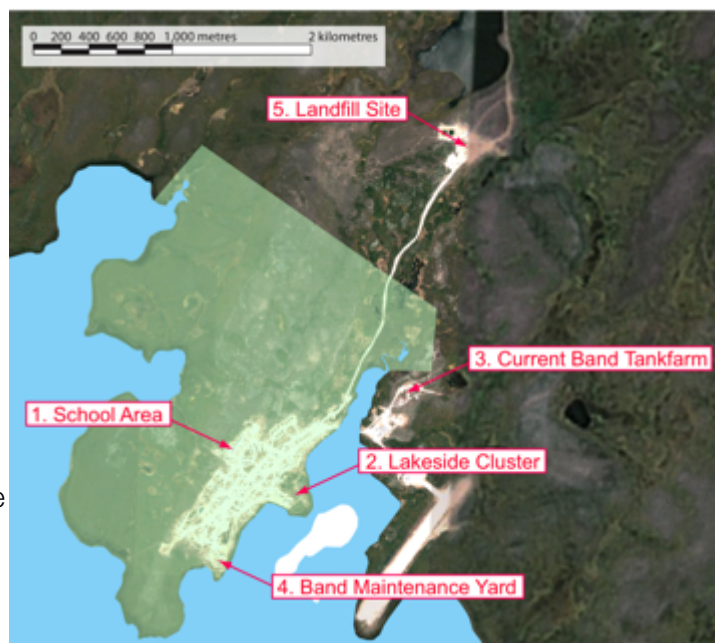 0 200 400 600 800 1,000 metres 2 kilometres
5. Landfill Site
3. Current Band Tankfarm
1. School Area
2. Lakeside Cluster
e
4. Band Maintenance Yard